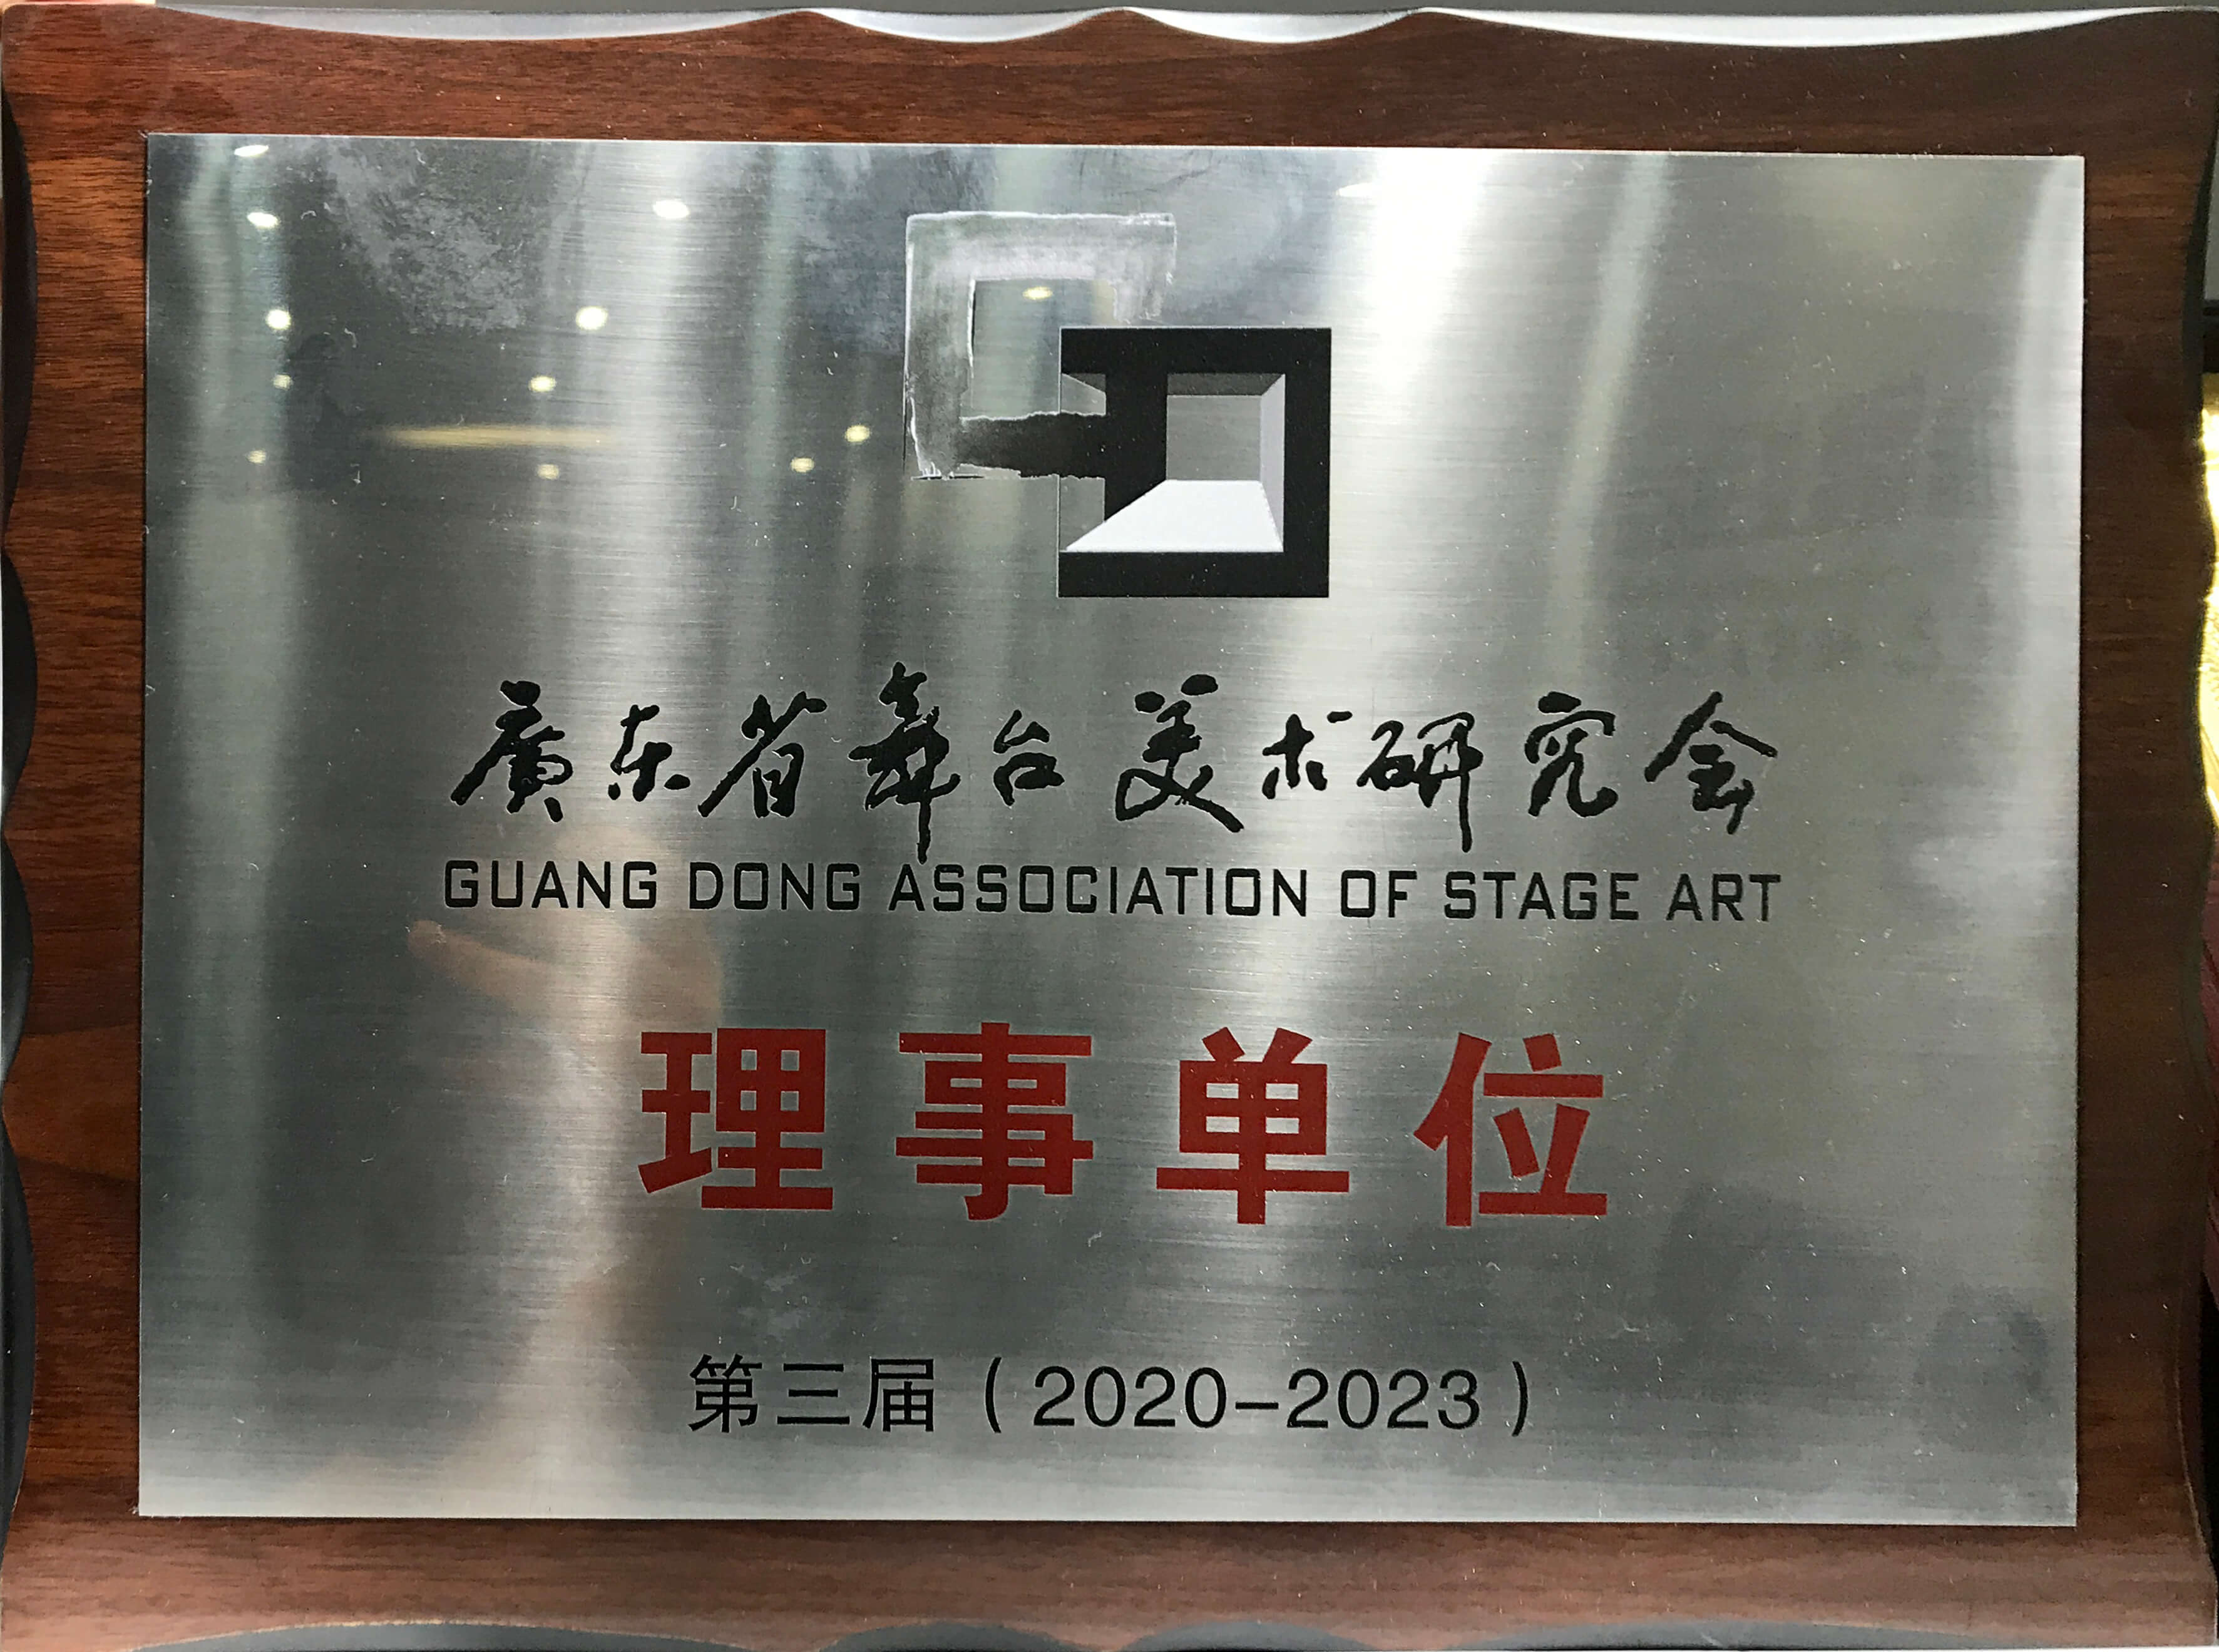 廣东省舞台美术研究会
GUANG DONG ASSOCIATION OF STAGE ART
理事单位
第三届（2020-2023）